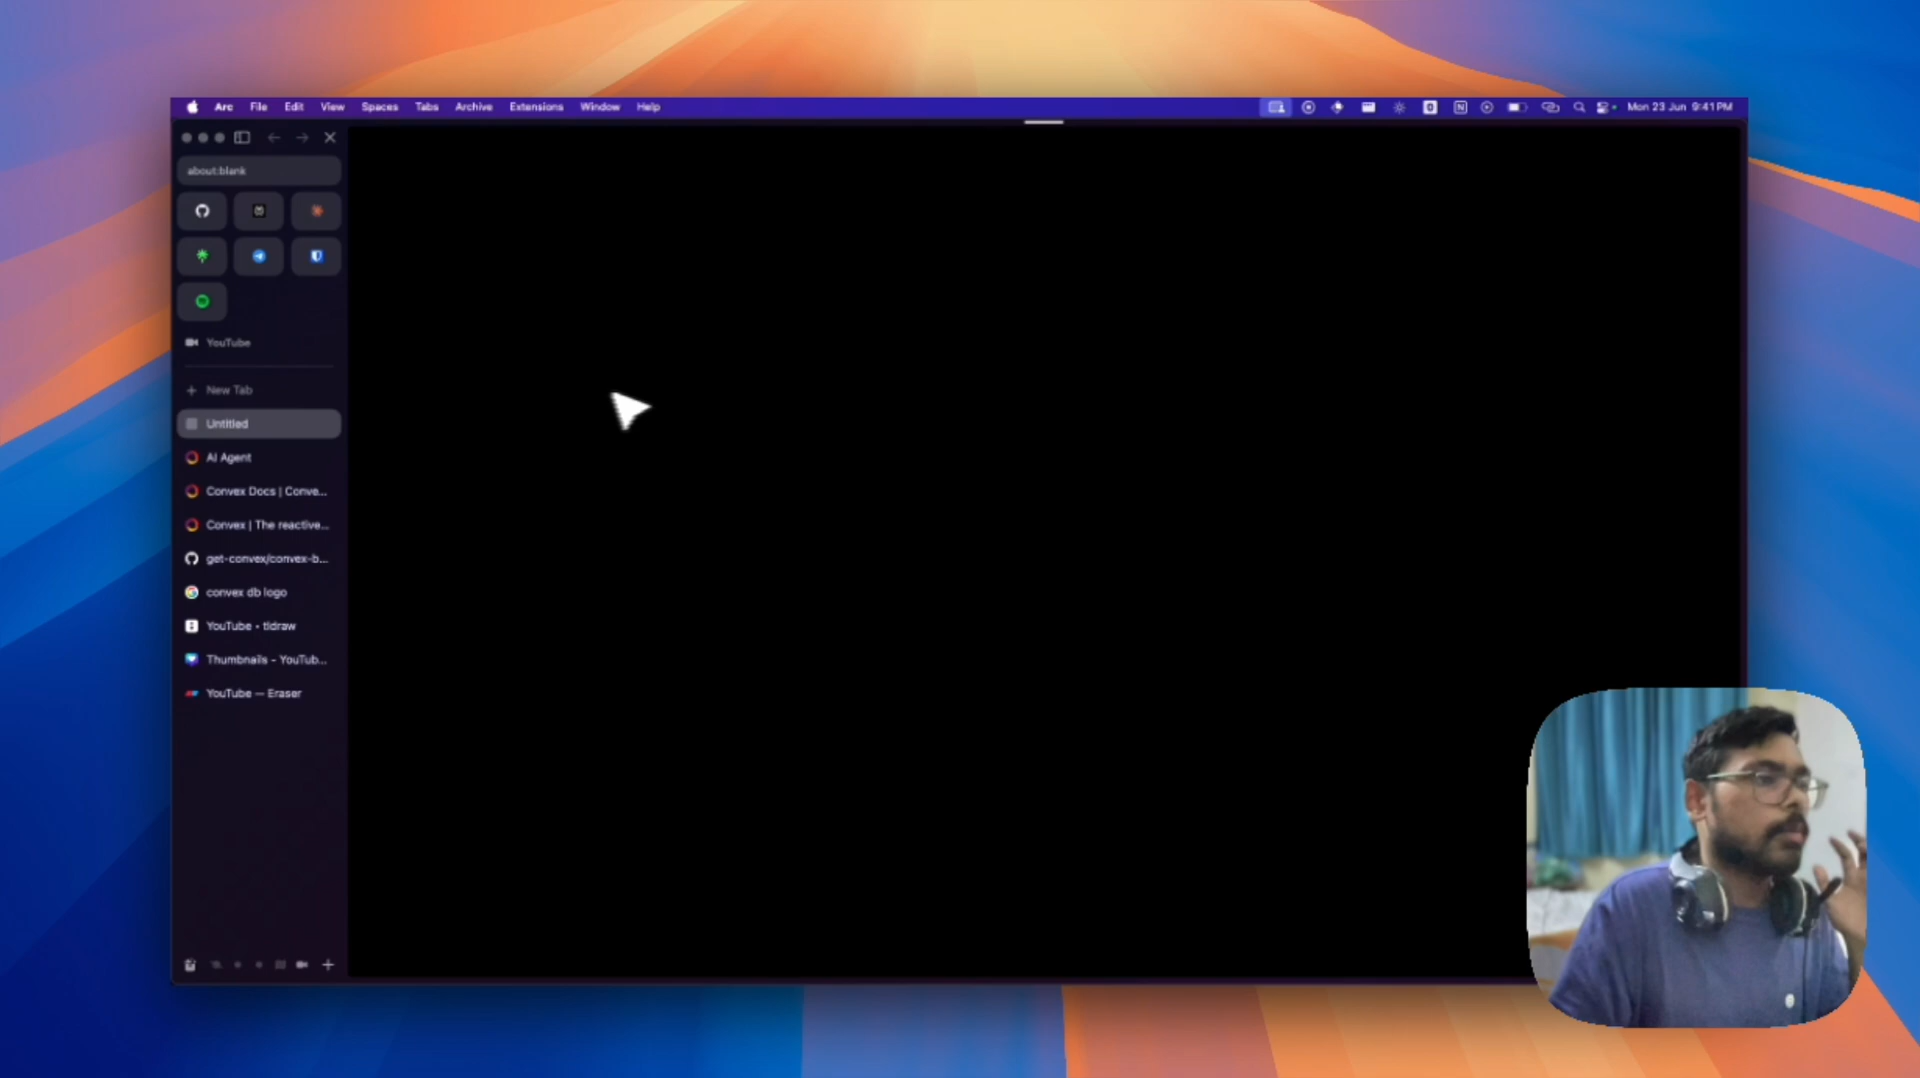 Arc File Edit View Spaces Tabs Archive Extensions Window Help Mon 23 Jun 9:41 PM
about:blank
YouTube
New Tab
Untitled
AI Agent
Convex Docs | Conve...
Convex | The reactive...
get-convex/convex-b...
convex db logo
YouTube • tldraw
Thumbnails - YouTub...
YouTube — Eraser